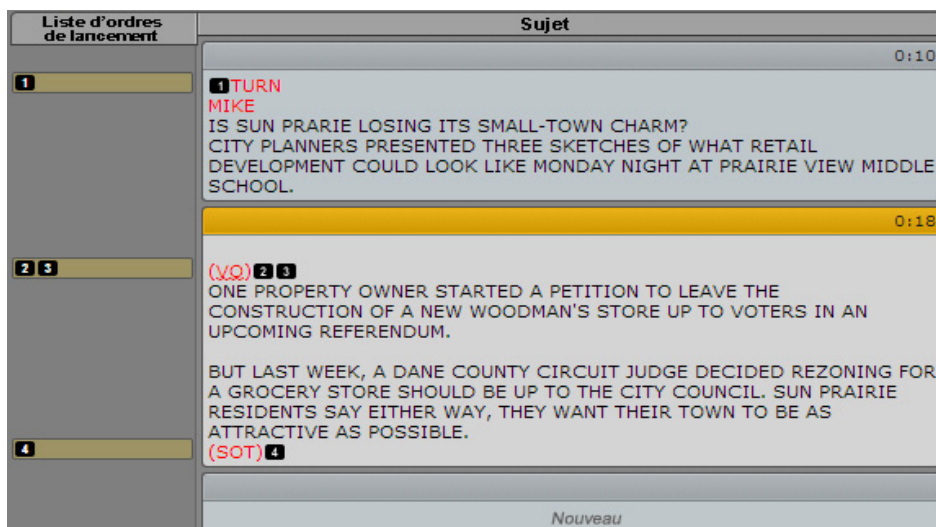 Liste d'ordres
de lancement
Sujet
0:10
1
1 TURN
MIKE
IS SUN PRARIE LOSING ITS SMALL-TOWN CHARM?
CITY PLANNERS PRESENTED THREE SKETCHES OF WHAT RETAIL
DEVELOPMENT COULD LOOK LIKE MONDAY NIGHT AT PRAIRIE VIEW MIDDLE
SCHOOL.
0:18
2 3
(VO) 2 3
ONE PROPERTY OWNER STARTED A PETITION TO LEAVE THE
CONSTRUCTION OF A NEW WOODMAN'S STORE UP TO VOTERS IN AN
UPCOMING REFERENDUM.
BUT LAST WEEK, A DANE COUNTY CIRCUIT JUDGE DECIDED REZONING FOR
A GROCERY STORE SHOULD BE UP TO THE CITY COUNCIL. SUN PRAIRIE
RESIDENTS SAY EITHER WAY, THEY WANT THEIR TOWN TO BE AS
ATTRACTIVE AS POSSIBLE.
4
(SOT) 4
Nouveau